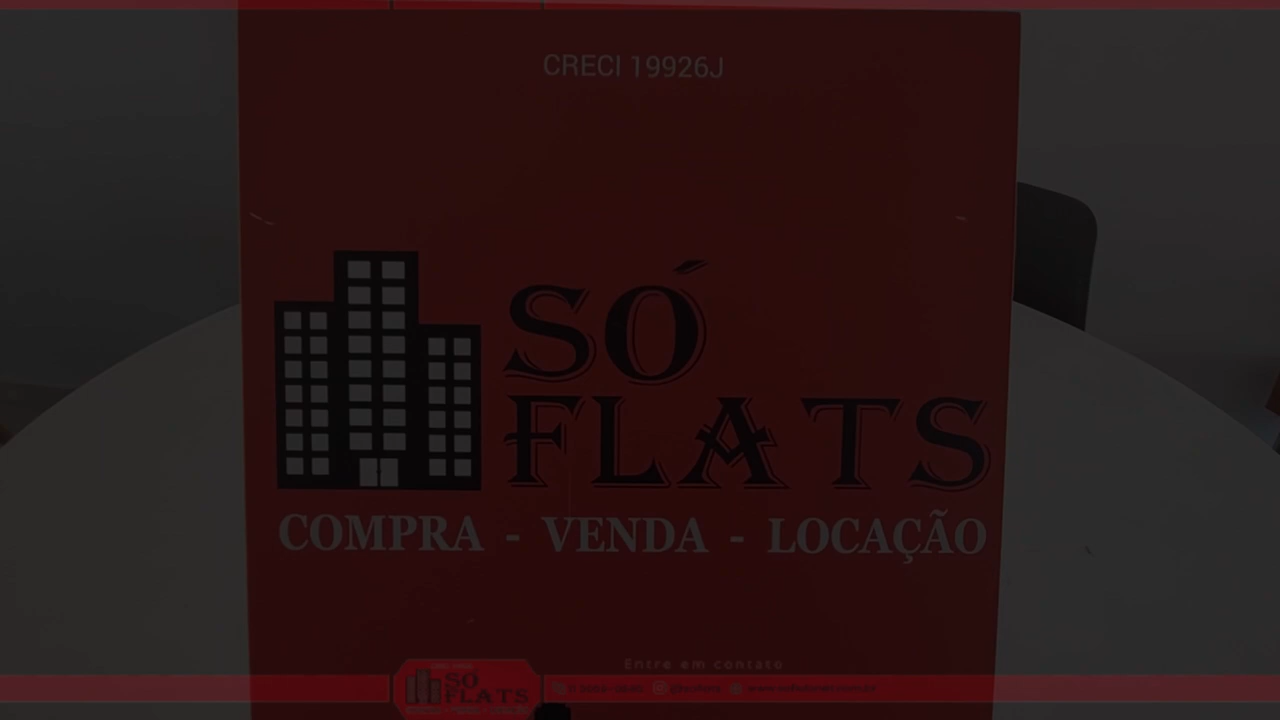 CRECI 19926J
SÓ
FLATS
COMPRA - VENDA - LOCAÇÃO
Entre em contato
SÓ
FLATS